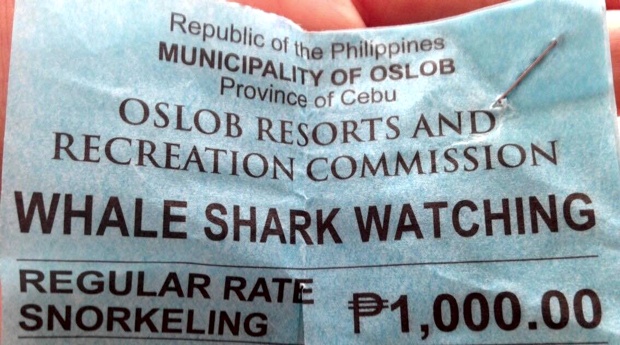 Republic of the Philippines
MUNICIPALITY OF OSLOB
Province of Cebu
OSLOB RESORTS AND
RECREATION COMMISSION
WHALE SHARK WATCHING
REGULAR RATE
SNORKELING
₱1,000.00